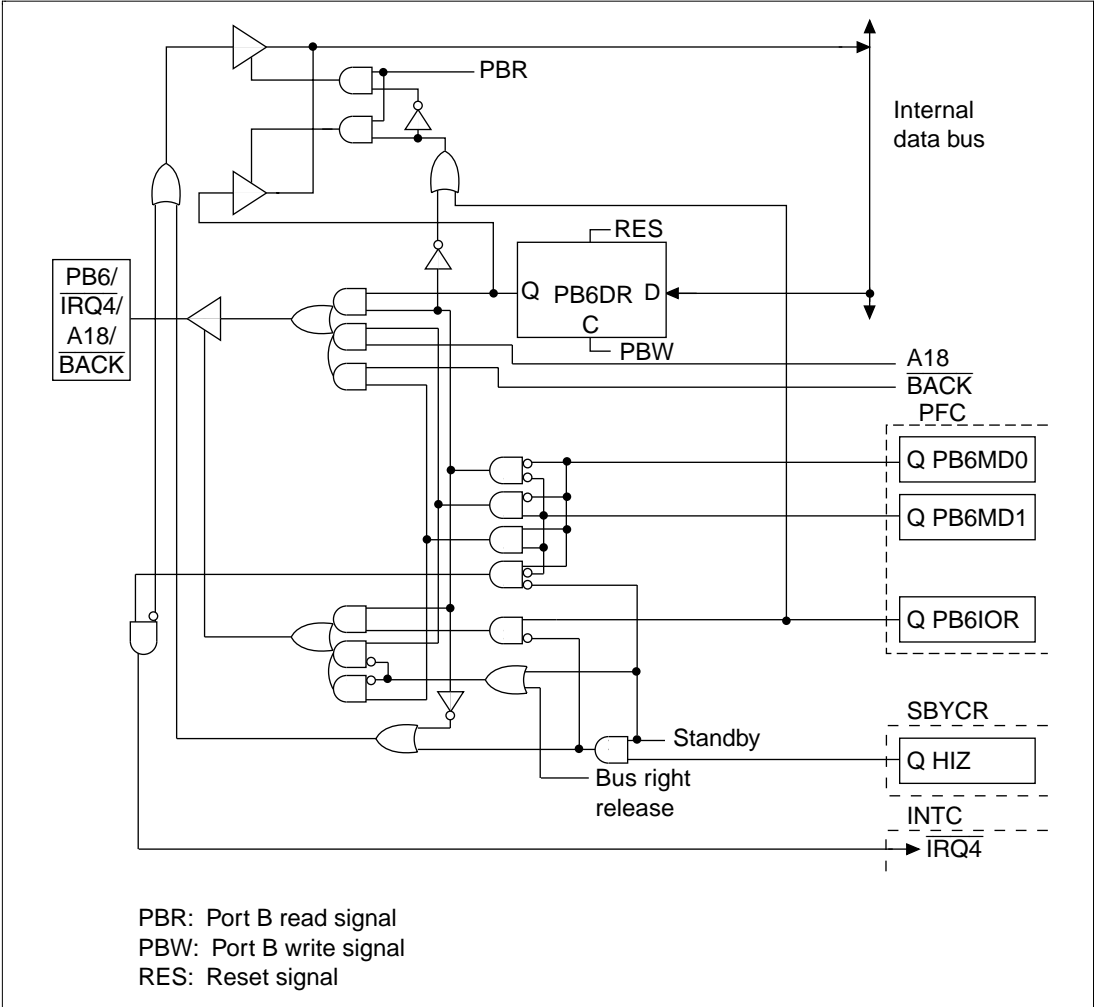 PBR
Internal
data bus
RES
Q PB6DR D
C
PBW
PB6/
IRQ4/
A18/
BACK
A18
BACK
PFC
Q PB6MD0
Q PB6MD1
Q PB6IOR
SBYCR
Standby
Q HIZ
Bus right
release
INTC
IRQ4
PBR: Port B read signal
PBW: Port B write signal
RES: Reset signal